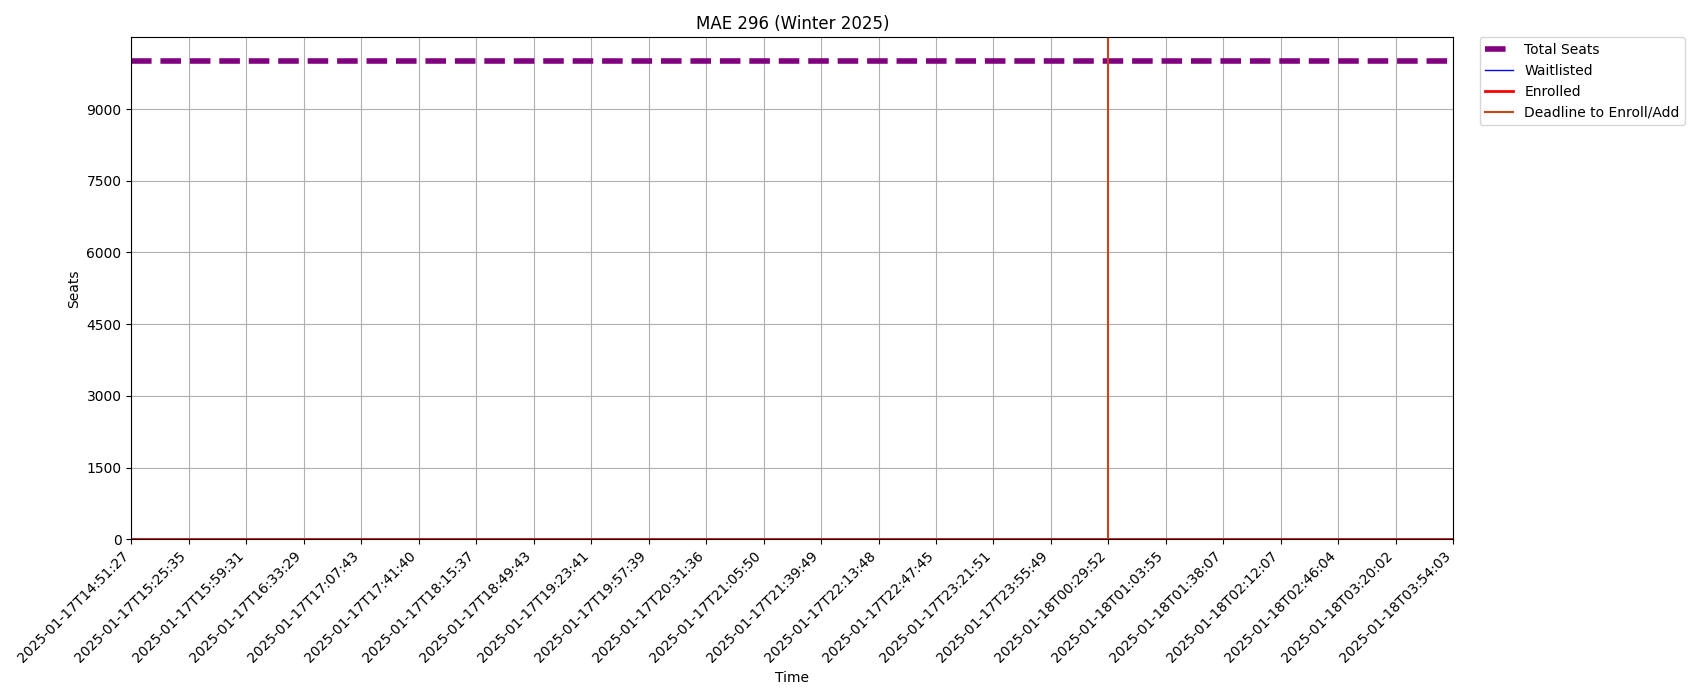 MAE 296 (Winter 2025)
Total Seats
Waitlisted
Enrolled
Deadline to Enroll/Add
Seats
9000
7500
6000
4500
3000
1500
0
2025-01-17T14:51:27
2025-01-17T15:25:35
2025-01-17T15:59:31
2025-01-17T16:33:29
2025-01-17T17:07:43
2025-01-17T17:41:40
2025-01-17T18:15:37
2025-01-17T18:49:43
2025-01-17T19:23:41
2025-01-17T19:57:39
2025-01-17T20:31:36
2025-01-17T21:05:50
2025-01-17T21:39:49
2025-01-17T22:13:48
2025-01-17T22:47:45
2025-01-17T23:21:51
2025-01-17T23:55:49
2025-01-18T00:29:52
2025-01-18T01:03:55
2025-01-18T01:38:07
2025-01-18T02:12:07
2025-01-18T02:46:04
2025-01-18T03:20:02
2025-01-18T03:54:03
Time